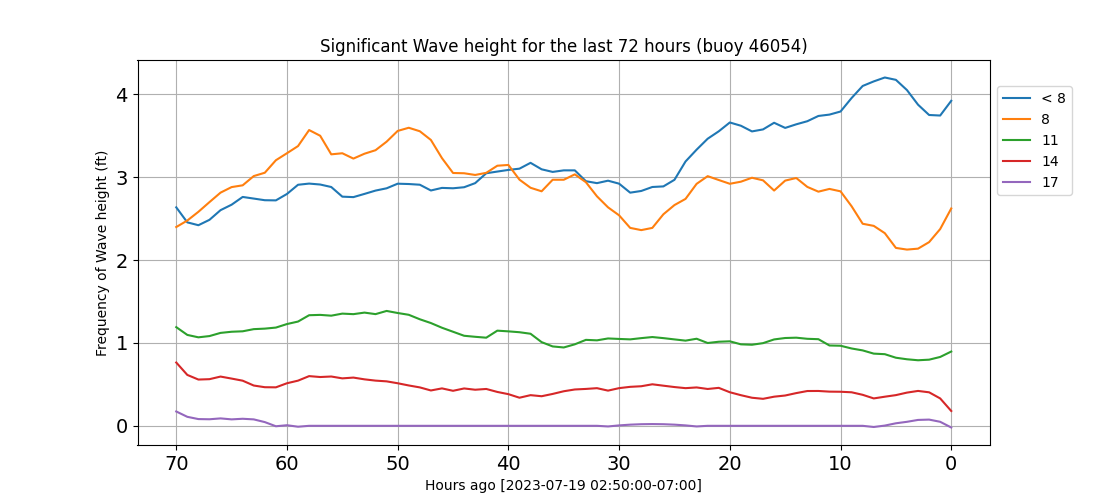 Significant Wave height for the last 72 hours (buoy 46054)
Frequency of Wave height (ft)
4
3
2
1
0
70 60 50 40 30 20 10 0
Hours ago [2023-07-19 02:50:00-07:00]
< 8
8
11
14
17